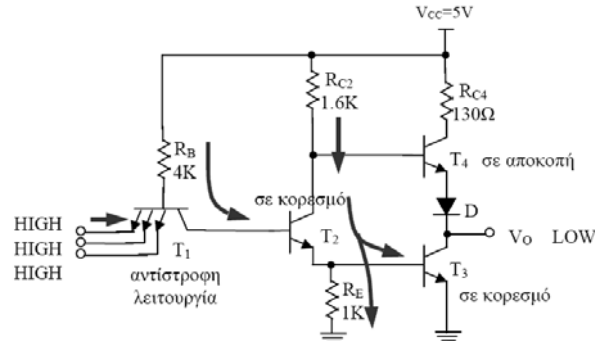 VCC=5V
RC2
1.6K
RC4
130Ω
RB
4K
T4
σε αποκοπή
σε κορεσμό
HIGH
HIGH
HIGH
T1
T2
D
VO LOW
αντίστροφη
λειτουργία
RE
1K
T3
σε κορεσμό